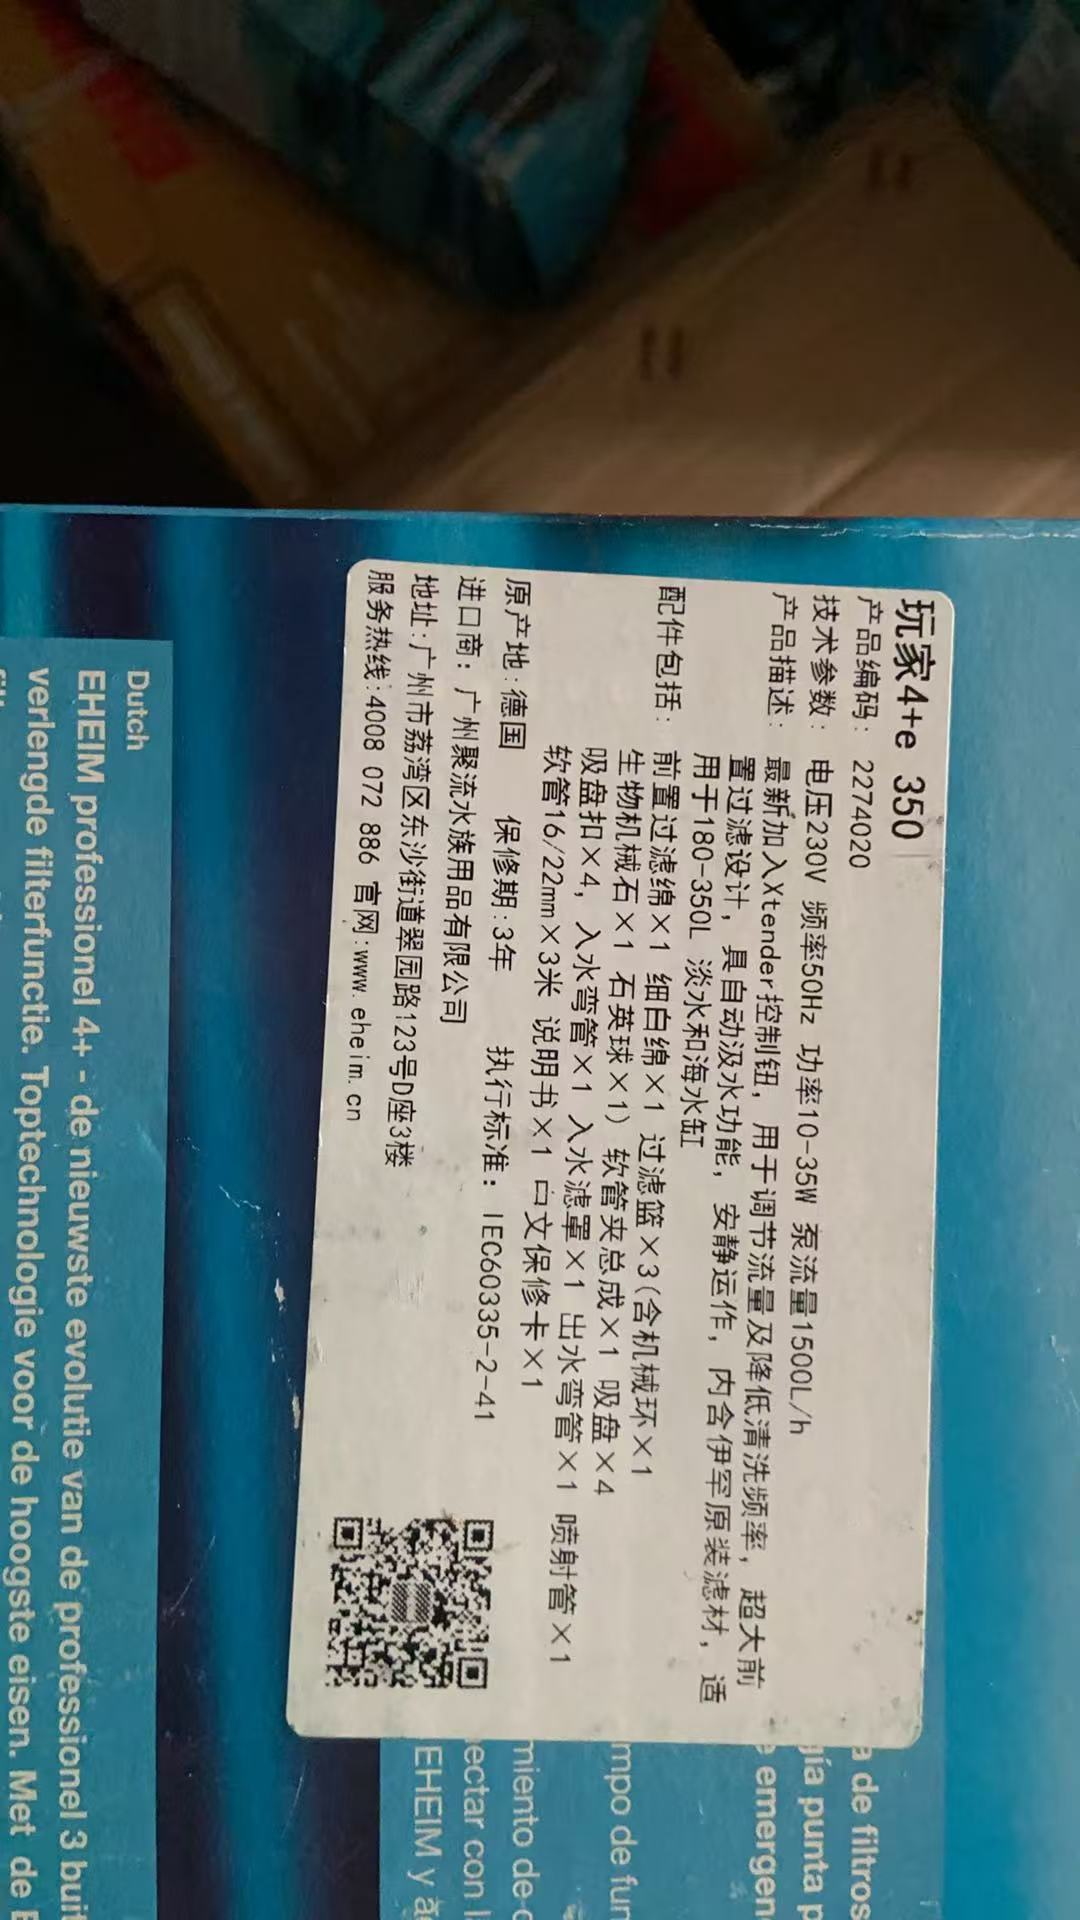 玩家4+e 350
产品编码: 2274020
技术参数: 电压230V 频率50Hz 功率10-35W 泵流量1500L/h
产品描述: 最新加入Xtender控制钮, 用于调节流量及降低清洗频率, 超大前
置过滤设计, 具自动汲水功能, 安静运作, 内含伊罕原装滤材, 适
用于180-350L 淡水和海水缸
配件包括: 前置过滤绵×1 细白绵×1 过滤篮×3(含机械环×1
生物机械石×1 石英球×1) 软管夹总成×1 吸盘×4
吸盘扣×4, 入水弯管×1 入水滤罩×1 出水弯管×1 喷射管×1
软管16/22mm×3米 说明书×1 中文保修卡×1
原产地:德国 保修期:3年 执行标准: IEC60335-2-41
进口商: 广州聚流水族用品有限公司
地址:广州市荔湾区东沙街道翠园路123号D座3楼
服务热线:4008 072 886 官网:www.eheim.cn
a de filtros
gía punta p
e emergen
mpo de fun
miento de
ectar con l
EHEIM y a
Dutch
EHEIM professionel 4+ - de nieuwste evolutie van de professionel 3 buit
verlengde filterfunctie. Toptechnologie voor de hoogste eisen. Met de E